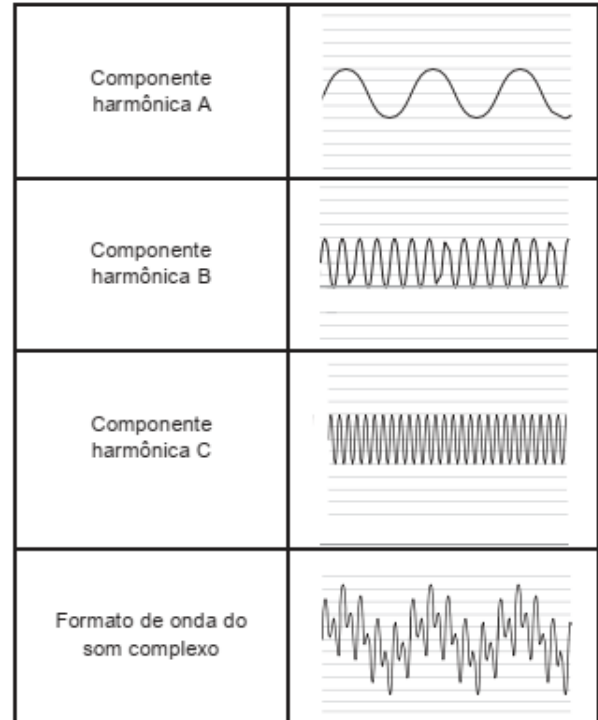 Componente
harmônica A
Componente
harmônica B
Componente
harmônica C
Formato de onda do
som complexo